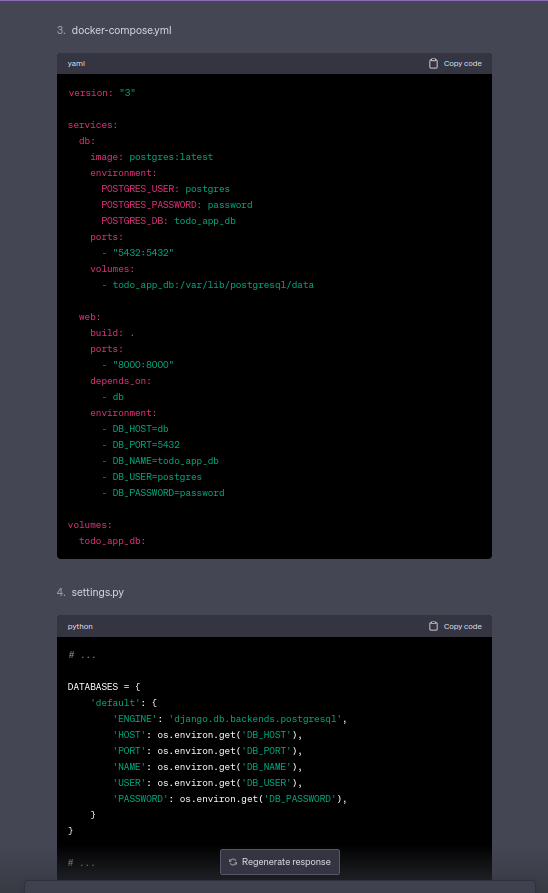 3. docker-compose.yml
yaml
Copy code
version: "3"
services:
db:
image: postgres:latest
environment:
POSTGRES_USER: postgres
POSTGRES_PASSWORD: password
POSTGRES_DB: todo_app_db
ports:
- "5432:5432"
volumes:
- todo_app_db:/var/lib/postgresql/data
web:
build: .
ports:
- "8000:8000"
depends_on:
- db
environment:
- DB_HOST=db
- DB_PORT=5432
- DB_NAME=todo_app_db
- DB_USER=postgres
- DB_PASSWORD=password
volumes:
todo_app_db:
4. settings.py
python
Copy code
# ...
DATABASES = {
'default': {
'ENGINE': 'django.db.backends.postgresql',
'HOST': os.environ.get('DB_HOST'),
'PORT': os.environ.get('DB_PORT'),
'NAME': os.environ.get('DB_NAME'),
'USER': os.environ.get('DB_USER'),
'PASSWORD': os.environ.get('DB_PASSWORD'),
}
}
# ...
Regenerate response